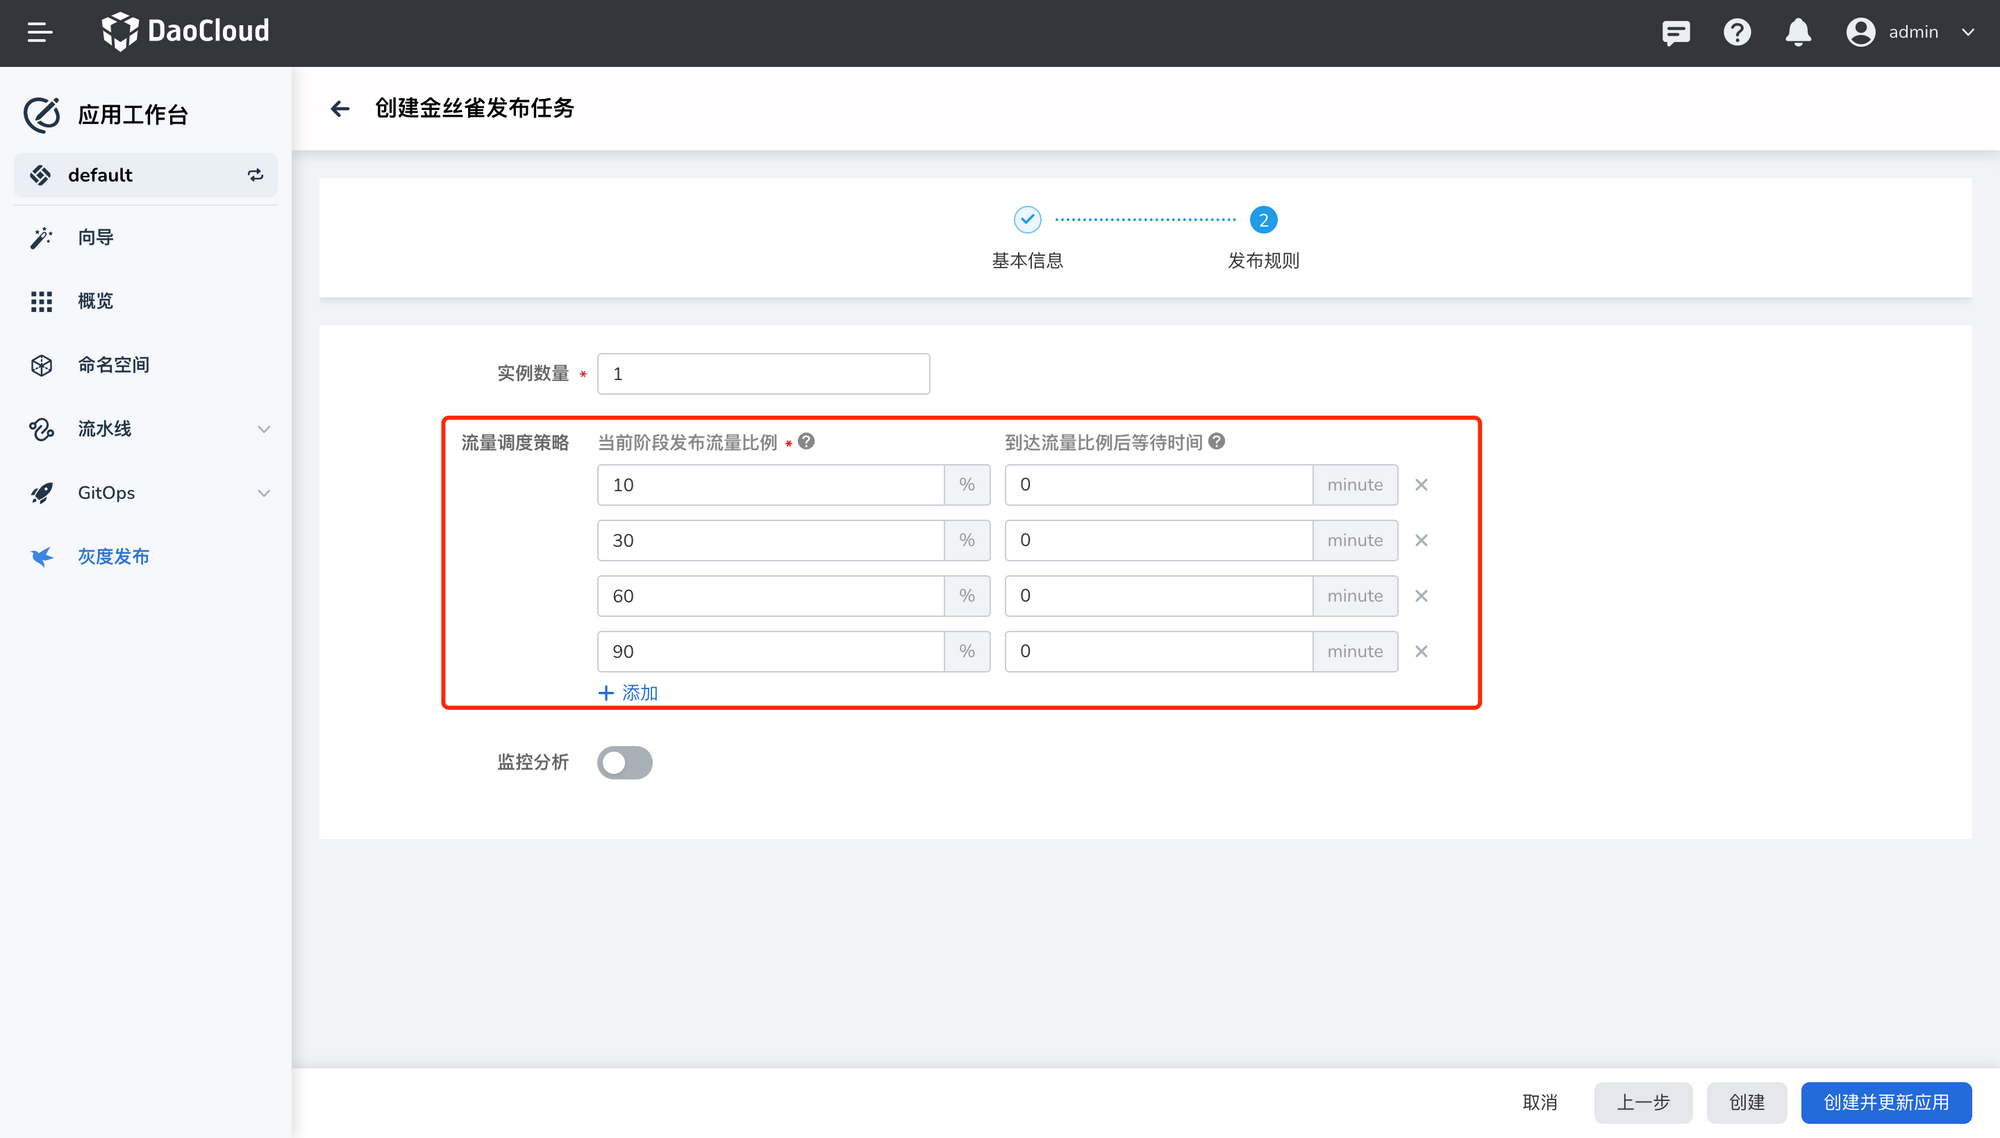 DaoCloud
admin
应用工作台
default
向导
概览
命名空间
流水线
GitOps
灰度发布
创建金丝雀发布任务
2
基本信息
发布规则
实例数量 * 1
流量调度策略 当前阶段发布流量比例 * 到达流量比例后等待时间
10 % 0 minute
30 % 0 minute
60 % 0 minute
90 % 0 minute
+ 添加
监控分析
取消 上一步 创建 创建并更新应用